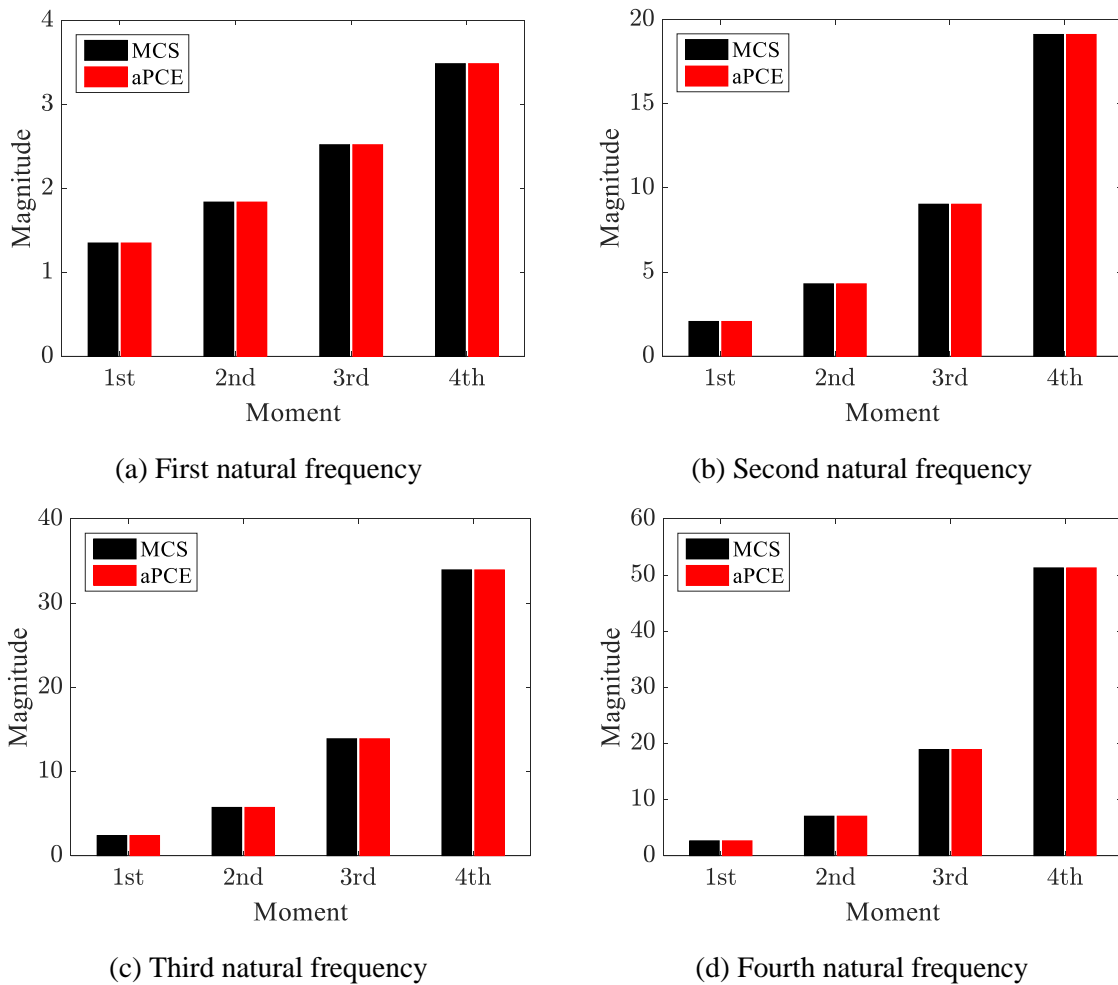 4
3
2
1
0
Magnitude
MCS
aPCE
1st 2nd 3rd 4th
Moment
(a) First natural frequency
20
15
10
5
0
Magnitude
MCS
aPCE
1st 2nd 3rd 4th
Moment
(b) Second natural frequency
40
30
20
10
0
Magnitude
MCS
aPCE
1st 2nd 3rd 4th
Moment
(c) Third natural frequency
60
50
40
30
20
10
0
Magnitude
MCS
aPCE
1st 2nd 3rd 4th
Moment
(d) Fourth natural frequency